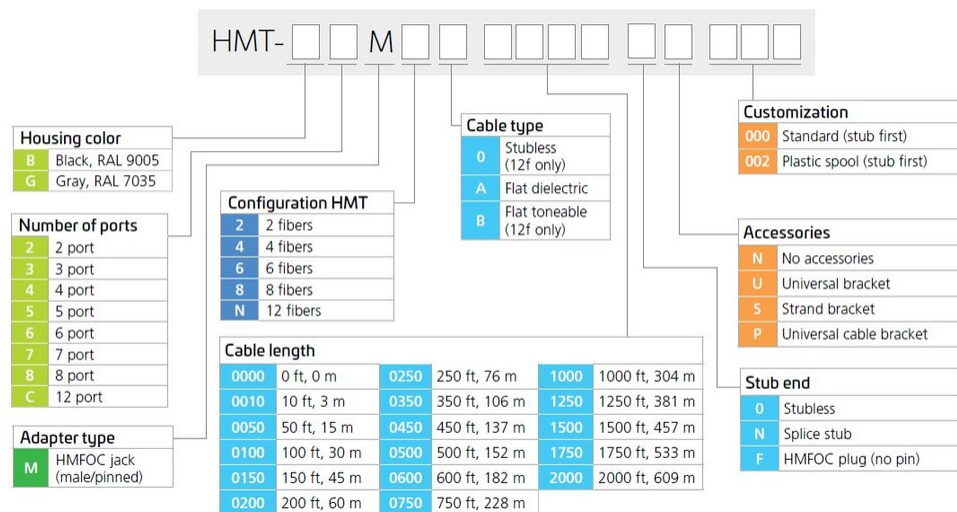 HMT- M
Housing color
B Black, RAL 9005
G Gray, RAL 7035
Number of ports
2 2 port
3 3 port
4 4 port
5 5 port
6 6 port
7 7 port
8 8 port
C 12 port
Adapter type
M HMFOC jack
(male/pinned)
Configuration HMT
2 2 fibers
4 4 fibers
6 6 fibers
8 8 fibers
N 12 fibers
Cable type
0 Stubless
(12f only)
A Flat dielectric
B Flat toneable
(12f only)
Cable length
0000 0 ft, 0 m 0250 250 ft, 76 m 1000 1000 ft, 304 m
0010 10 ft, 3 m 0350 350 ft, 106 m 1250 1250 ft, 381 m
0050 50 ft, 15 m 0450 450 ft, 137 m 1500 1500 ft, 457 m
0100 100 ft, 30 m 0500 500 ft, 152 m 1750 1750 ft, 533 m
0150 150 ft, 45 m 0600 600 ft, 182 m 2000 2000 ft, 609 m
0200 200 ft, 60 m 0750 750 ft, 228 m
Customization
000 Standard (stub first)
002 Plastic spool (stub first)
Accessories
N No accessories
U Universal bracket
S Strand bracket
P Universal cable bracket
Stub end
0 Stubless
N Splice stub
F HMFOC plug (no pin)